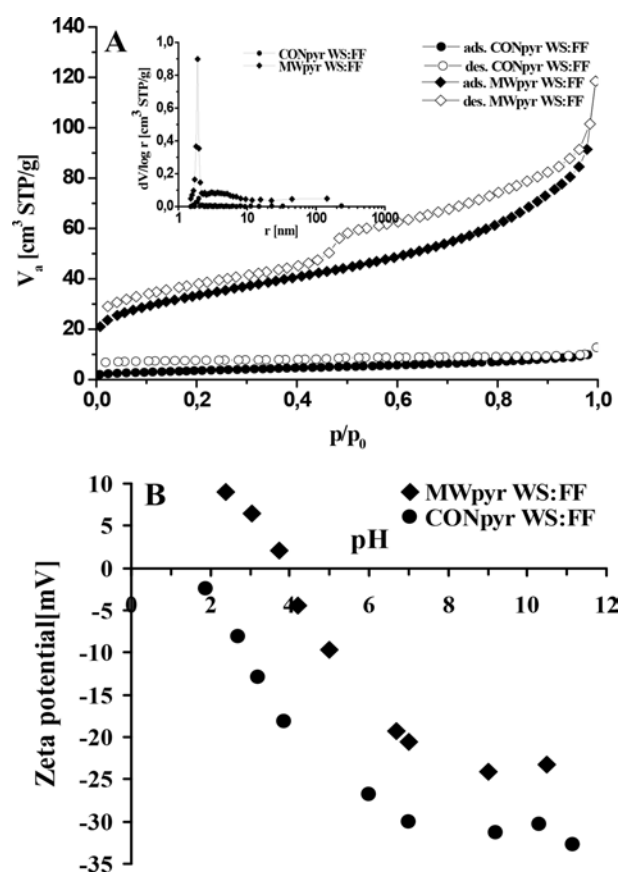 A
V_a [cm³ STP/g]
140
120
100
80
60
40
20
0
0,0
0,2
0,4
0,6
0,8
1,0
p/p₀
dV/log r [cm³ STP/g]
1,0
0,8
0,6
0,4
0,2
0,0
1
10
100
1000
r [nm]
CONpyr WS:FF
MWpyr WS:FF
ads. CONpyr WS:FF
des. CONpyr WS:FF
ads. MWpyr WS:FF
des. MWpyr WS:FF
B
MWpyr WS:FF
CONpyr WS:FF
pH
Zeta potential[mV]
10
5
0
-5
-10
-15
-20
-25
-30
-35
0
2
4
6
8
10
12